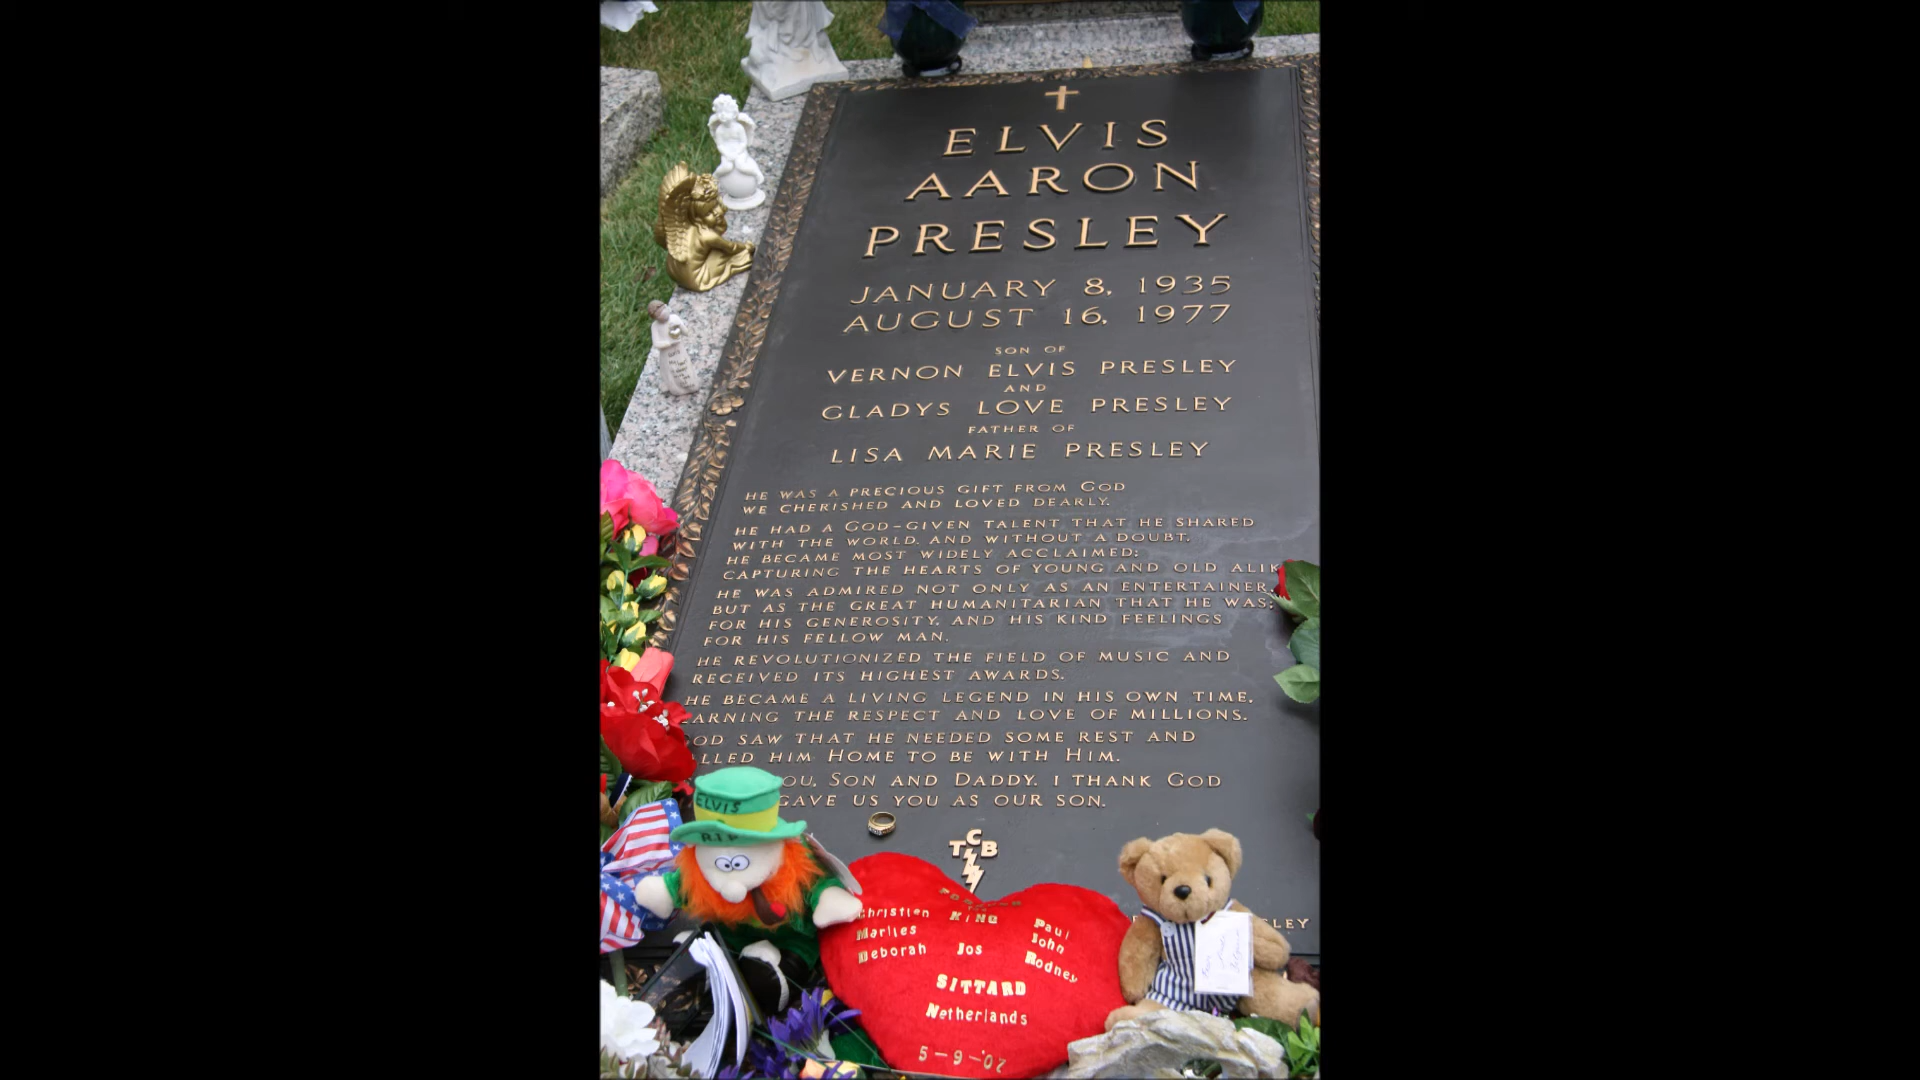 ELVIS
AARON
PRESLEY
JANUARY 8, 1935
AUGUST 16, 1977
SON OF
VERNON ELVIS PRESLEY
AND
GLADYS LOVE PRESLEY
FATHER OF
LISA MARIE PRESLEY
HE WAS A PRECIOUS GIFT FROM GOD
WE CHERISHED AND LOVED DEARLY.
HE HAD A GOD-GIVEN TALENT THAT HE SHARED
WITH THE WORLD. AND WITHOUT A DOUBT,
HE BECAME MOST WIDELY ACCLAIMED;
CAPTURING THE HEARTS OF YOUNG AND OLD ALIK
HE WAS ADMIRED NOT ONLY AS AN ENTERTAINER,
BUT AS THE GREAT HUMANITARIAN THAT HE WAS;
FOR HIS GENEROSITY, AND HIS KIND FEELINGS
FOR HIS FELLOW MAN.
HE REVOLUTIONIZED THE FIELD OF MUSIC AND
RECEIVED ITS HIGHEST AWARDS.
HE BECAME A LIVING LEGEND IN HIS OWN TIME,
EARNING THE RESPECT AND LOVE OF MILLIONS.
OD SAW THAT HE NEEDED SOME REST AND
LLED HIM HOME TO BE WITH HIM.
OU, SON AND DADDY. I THANK GOD
GAVE US YOU AS OUR SON.
TCB
LEY
ELVIS
R.I.P
KING
Christien
Marlies
Deborah
Jos
Paul
John
Rodney
SITTARD
Netherlands
5-9-'07